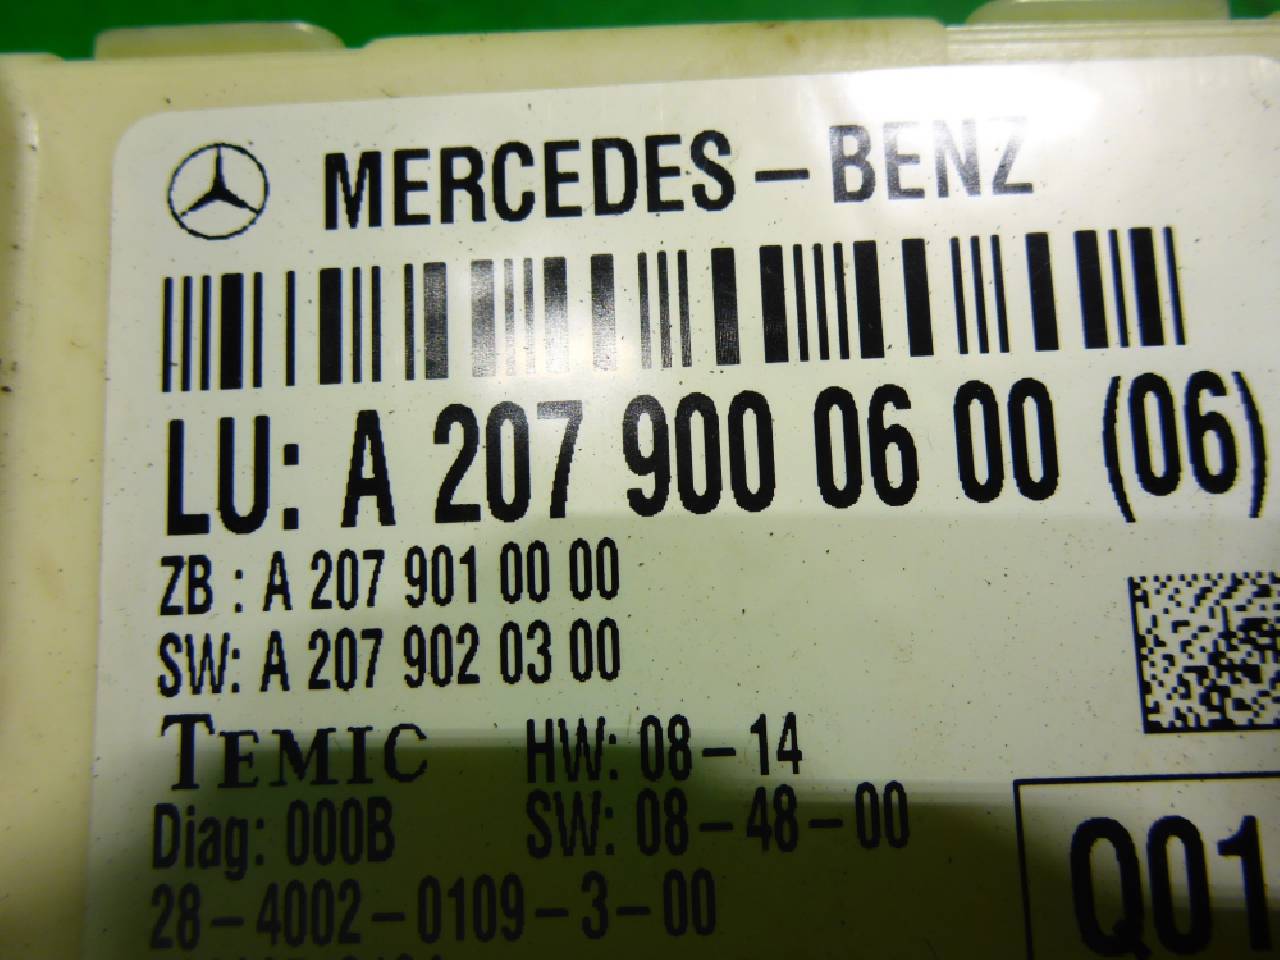 MERCEDES-BENZ
LU: A 207 900 06 00 (06)
ZB : A 207 901 00 00
SW: A 207 902 03 00
TEMIC HW: 08-14
Diag: 000B SW: 08-48-00
28-4002-0109-3-00
Q01